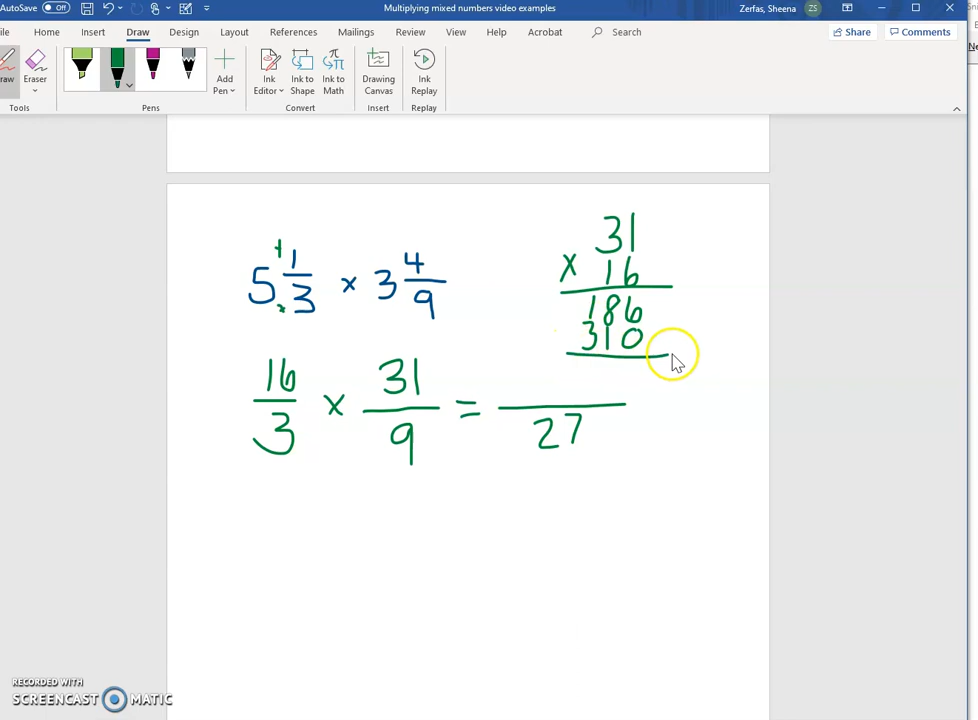 AutoSave Off Multiplying mixed numbers video examples Zerfas, Sheena ZS
ile Home Insert Draw Design Layout References Mailings Review View Help Acrobat Search Share Comments
raw Eraser Add Pen Ink Editor Ink to Shape Ink to Math Drawing Canvas Ink Replay
Tools Pens Convert Insert Replay
5 1/3 × 3 4/9
+
×
31
× 16
186
310
16/3 × 31/9 = /27
RECORDED WITH
SCREENCAST MATIC